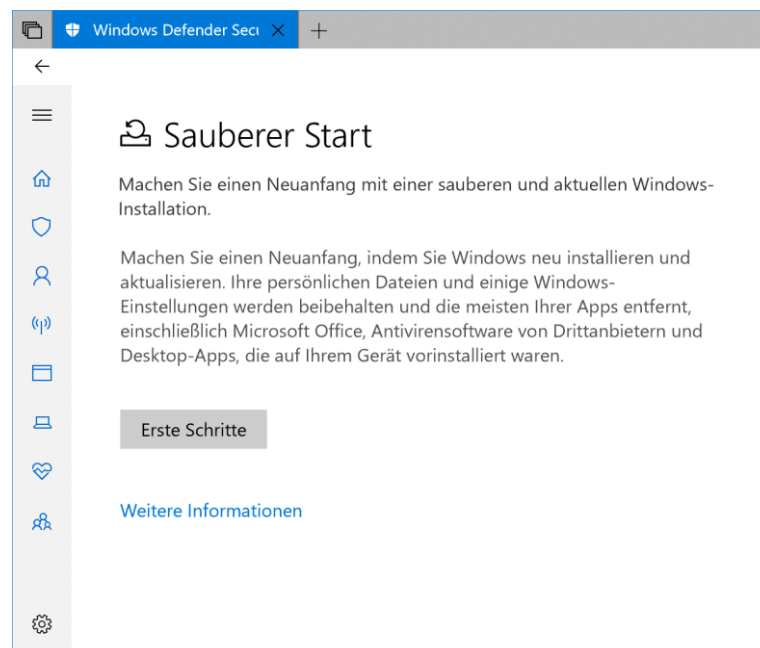 Windows Defender Secu
Sauberer Start
Machen Sie einen Neuanfang mit einer sauberen und aktuellen Windows-
Installation.
Machen Sie einen Neuanfang, indem Sie Windows neu installieren und
aktualisieren. Ihre persönlichen Dateien und einige Windows-
Einstellungen werden beibehalten und die meisten Ihrer Apps entfernt,
einschließlich Microsoft Office, Antivirensoftware von Drittanbietern und
Desktop-Apps, die auf Ihrem Gerät vorinstalliert waren.
Erste Schritte
Weitere Informationen